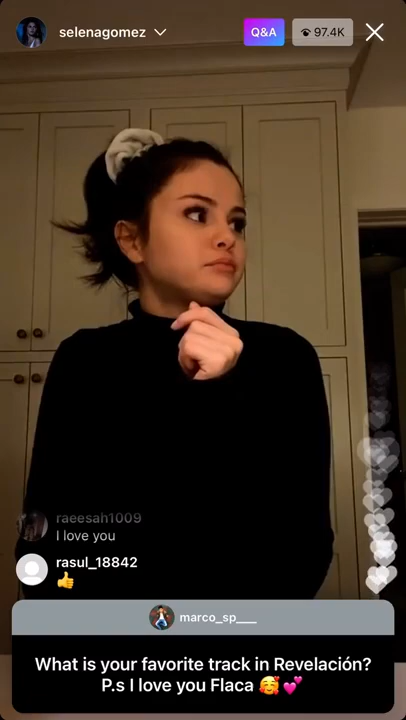 selenagomez
Q&A
97.4K
raeesah1009
I love you
rasul_18842
👍
marco_sp___
What is your favorite track in Revelación?
P.s I love you Flaca 🥰💕